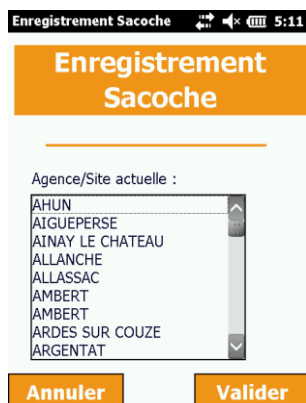 Enregistrement Sacoche 5:11
Enregistrement
Sacoche
Agence/Site actuelle :
AHUN
AIGUEPERSE
AINAY LE CHATEAU
ALLANCHE
ALLASSAC
AMBERT
AMBERT
ARDES SUR COUZE
ARGENTAT
Annuler Valider